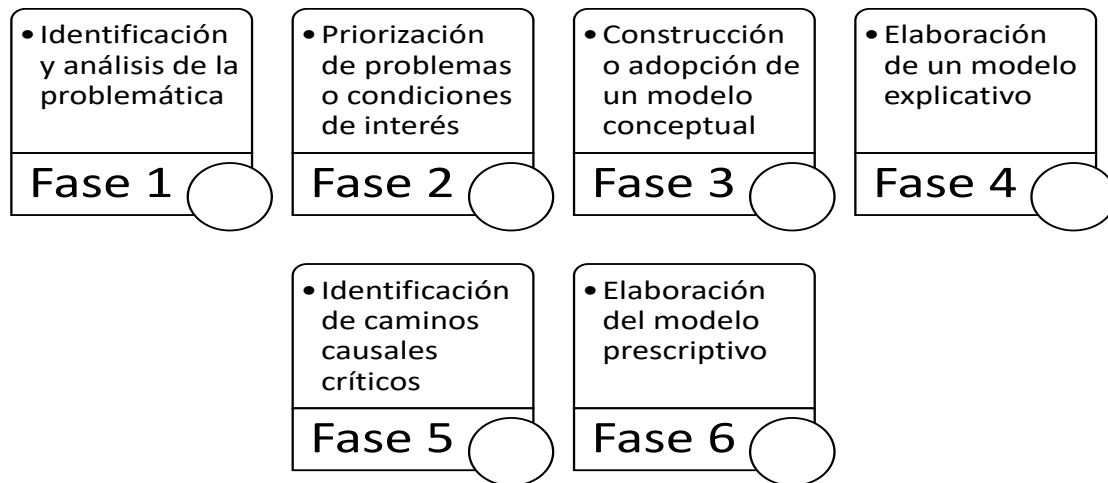 • Identificación
y análisis de la
problemática
Fase 1
• Priorización
de problemas
o condiciones
de interés
Fase 2
• Construcción
o adopción de
un modelo
conceptual
Fase 3
• Elaboración
de un modelo
explicativo
Fase 4
• Identificación
de caminos
causales
críticos
Fase 5
• Elaboración
del modelo
prescriptivo
Fase 6